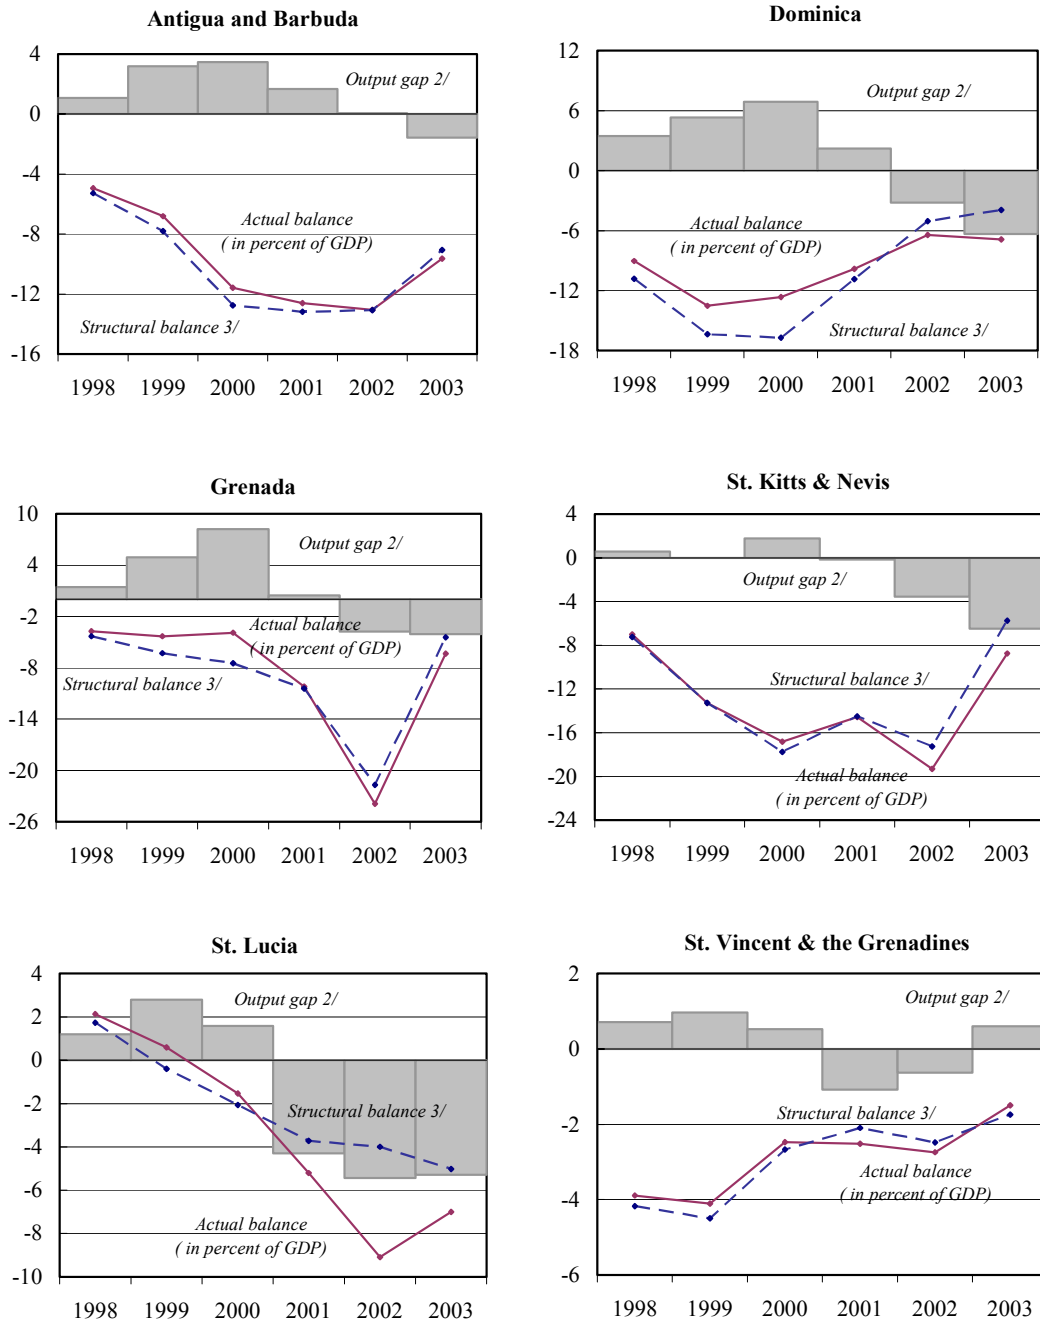 Antigua and Barbuda
4
0
-4
-8
-12
-16
Output gap 2/
Actual balance
( in percent of GDP)
Structural balance 3/
1998 1999 2000 2001 2002 2003
Dominica
12
6
0
-6
-12
-18
Output gap 2/
Actual balance
( in percent of GDP)
Structural balance 3/
1998 1999 2000 2001 2002 2003
Grenada
10
4
-2
-8
-14
-20
-26
Output gap 2/
Actual balance
( in percent of GDP)
Structural balance 3/
1998 1999 2000 2001 2002 2003
St. Kitts & Nevis
4
0
-4
-8
-12
-16
-20
-24
Output gap 2/
Structural balance 3/
Actual balance
( in percent of GDP)
1998 1999 2000 2001 2002 2003
St. Lucia
4
2
0
-2
-4
-6
-8
-10
Output gap 2/
Structural balance 3/
Actual balance
( in percent of GDP)
1998 1999 2000 2001 2002 2003
St. Vincent & the Grenadines
2
0
-2
-4
-6
Output gap 2/
Structural balance 3/
Actual balance
( in percent of GDP)
1998 1999 2000 2001 2002 2003